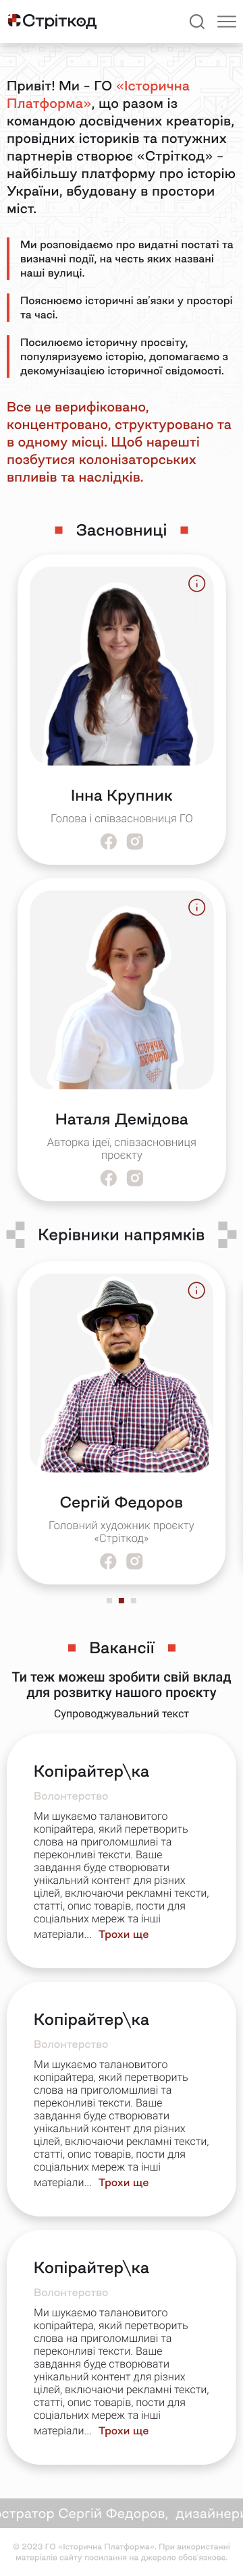 Стріткод
Привіт! Ми - ГО «Історична
Платформа», що разом із
командою досвідчених креаторів,
провідних істориків та потужних
партнерів створює «Стріткод» -
найбільшу платформу про історію
України, вбудовану в простори
міст.
Ми розповідаємо про видатні постаті та
визначні події, на честь яких названі
наші вулиці.
Пояснюємо історичні зв'язки у просторі
та часі.
Посилюємо історичну просвіту,
популяризуємо історію, допомагаємо з
декомунізацією історичної свідомості.
Все це верифіковано,
концентровано, структуровано та
в одному місці. Щоб нарешті
позбутися колонізаторських
впливів та наслідків.
Засновниці
Інна Крупник
Голова і співзасновниця ГО
ІСТОРИЧНА
ПЛАТФОРМА
Наталя Демідова
Авторка ідеї, співзасновниця
проєкту
Керівники напрямків
Сергій Федоров
Головний художник проєкту
«Стріткод»
Вакансії
Ти теж можеш зробити свій вклад
для розвитку нашого проєкту
Супроводжувальний текст
Копірайтер\ка
Волонтерство
Ми шукаємо талановитого
копірайтера, який перетворить
слова на приголомшливі та
переконливі тексти. Ваше
завдання буде створювати
унікальний контент для різних
цілей, включаючи рекламні тексти,
статті, опис товарів, пости для
соціальних мереж та інші
матеріали... Трохи ще
Копірайтер\ка
Волонтерство
Ми шукаємо талановитого
копірайтера, який перетворить
слова на приголомшливі та
переконливі тексти. Ваше
завдання буде створювати
унікальний контент для різних
цілей, включаючи рекламні тексти,
статті, опис товарів, пости для
соціальних мереж та інші
матеріали... Трохи ще
Копірайтер\ка
Волонтерство
Ми шукаємо талановитого
копірайтера, який перетворить
слова на приголомшливі та
переконливі тексти. Ваше
завдання буде створювати
унікальний контент для різних
цілей, включаючи рекламні тексти,
статті, опис товарів, пости для
соціальних мереж та інші
матеріали... Трохи ще
стратор Сергій Федоров, дизайнери
© 2023 ГО «Історична Платформа». При використанні
матеріалів сайту посилання на джерело обов'язкове.